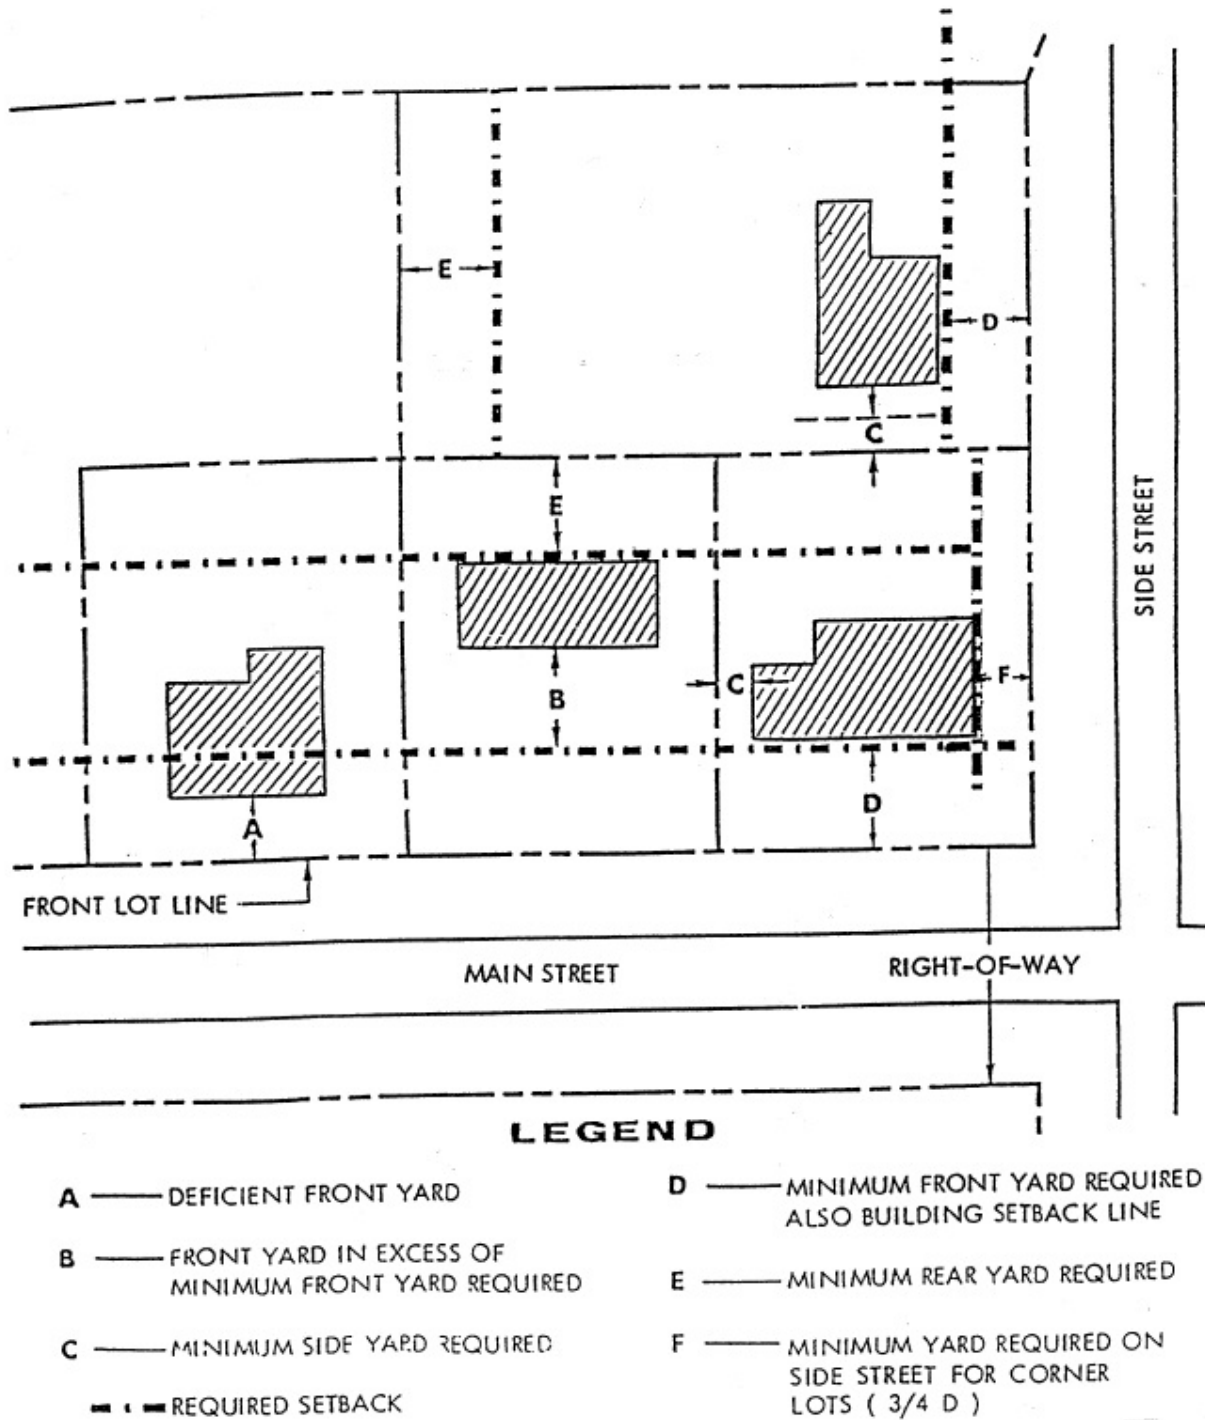 E
D
C
E
SIDE STREET
F
C
B
D
A
FRONT LOT LINE
MAIN STREET
RIGHT-OF-WAY
LEGEND
A DEFICIENT FRONT YARD
B FRONT YARD IN EXCESS OF
MINIMUM FRONT YARD REQUIRED
C MINIMUM SIDE YARD REQUIRED
REQUIRED SETBACK
D MINIMUM FRONT YARD REQUIRED
ALSO BUILDING SETBACK LINE
E MINIMUM REAR YARD REQUIRED
F MINIMUM YARD REQUIRED ON
SIDE STREET FOR CORNER
LOTS ( 3/4 D )